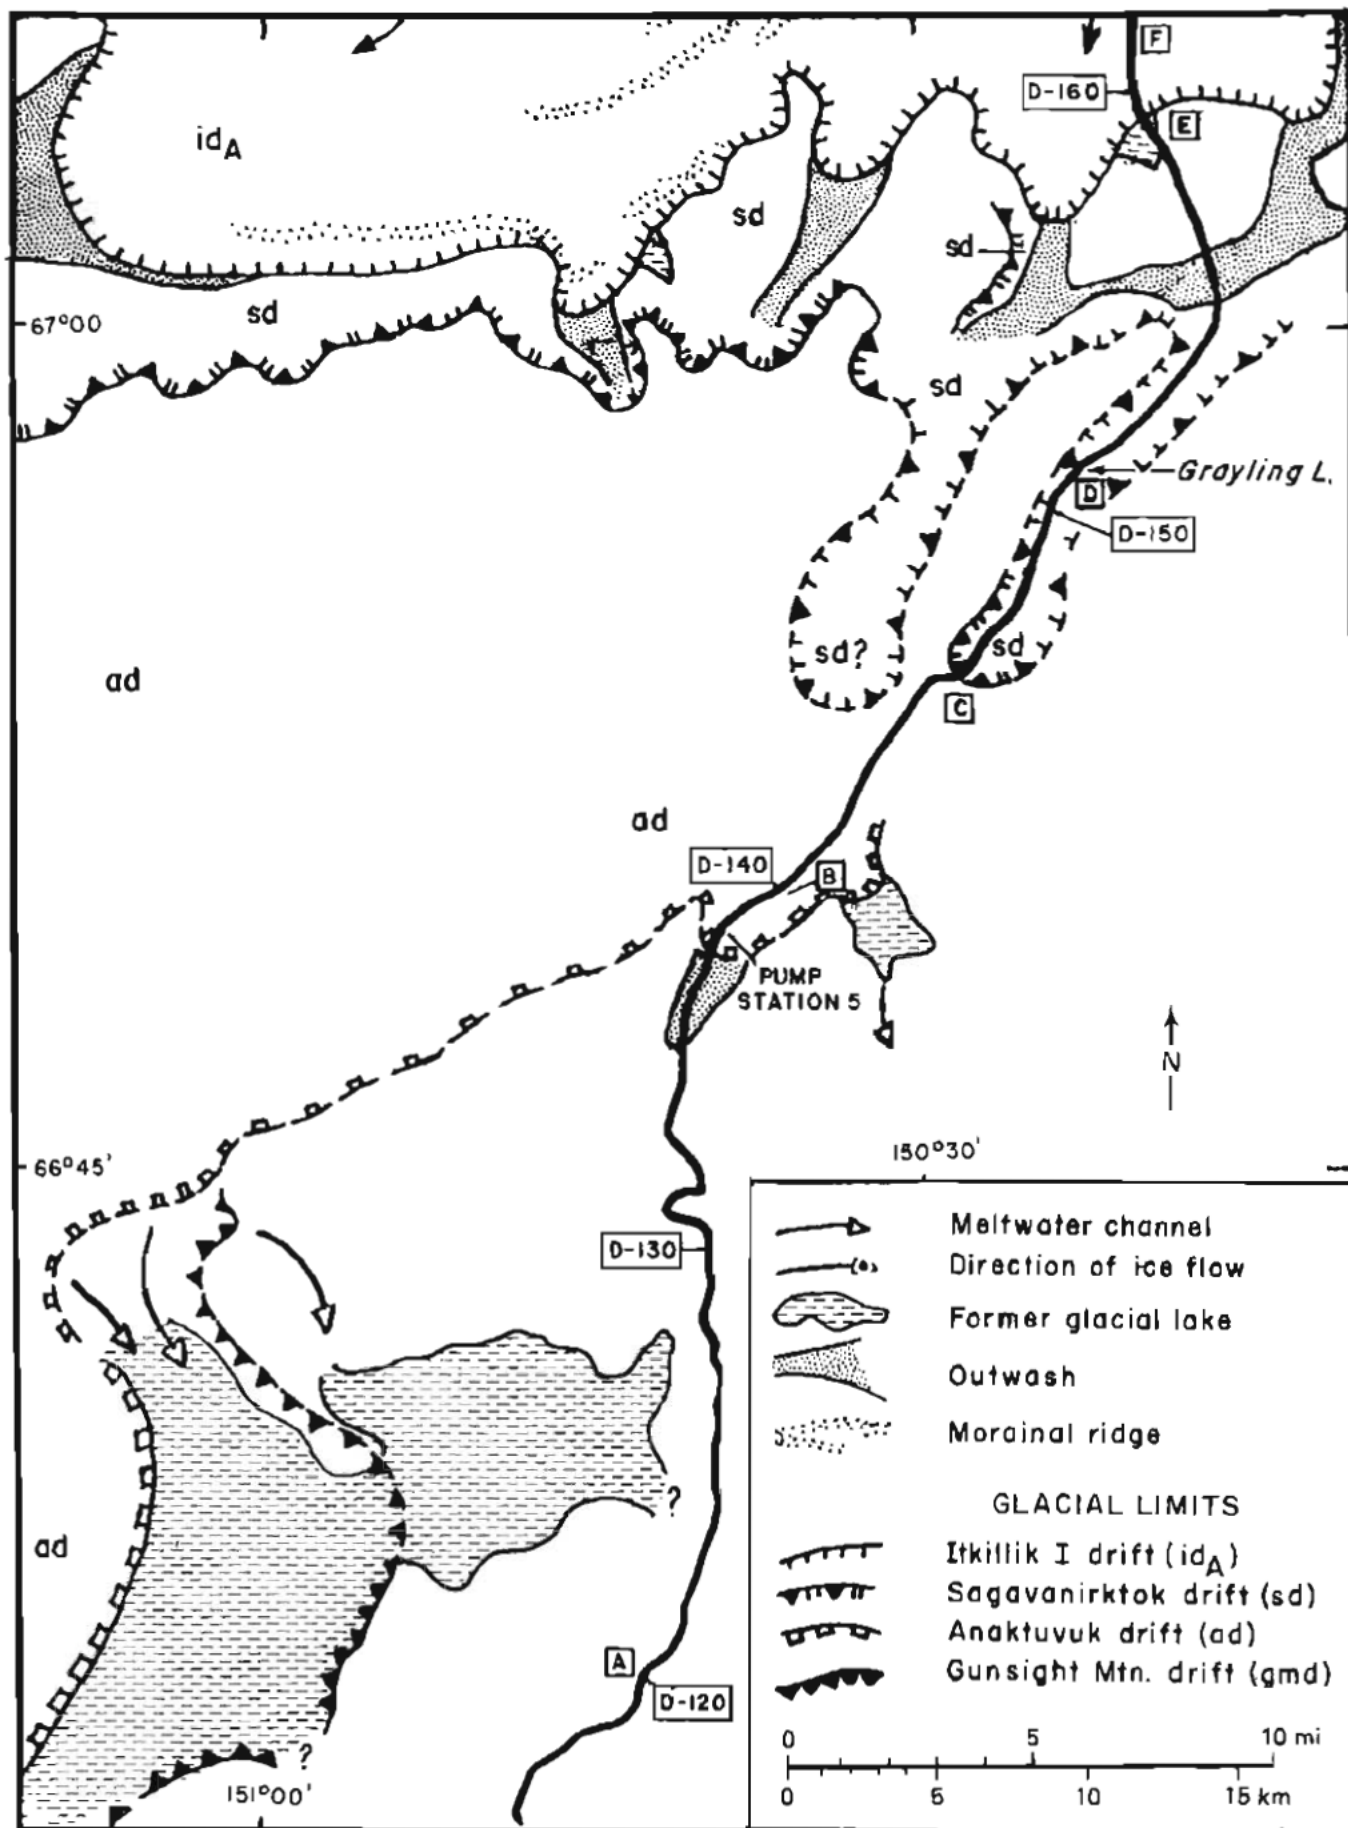 F
D-160
E
idA
sd
sd
sd
67°00'
sd
Grayling L.
D
D-150
sd?
sd
ad
C
ad
D-140
B
PUMP
STATION 5
N
66°45'
150°30'
D-130
?
ad
A
D-120
?
151°00'
Meltwater channel
Direction of ice flow
Former glacial lake
Outwash
Morainal ridge
GLACIAL LIMITS
Itkillik I drift (idA)
Sagavanirktok drift (sd)
Anaktuvuk drift (ad)
Gunsight Mtn. drift (gmd)
0 5 10 mi
0 5 10 15 km